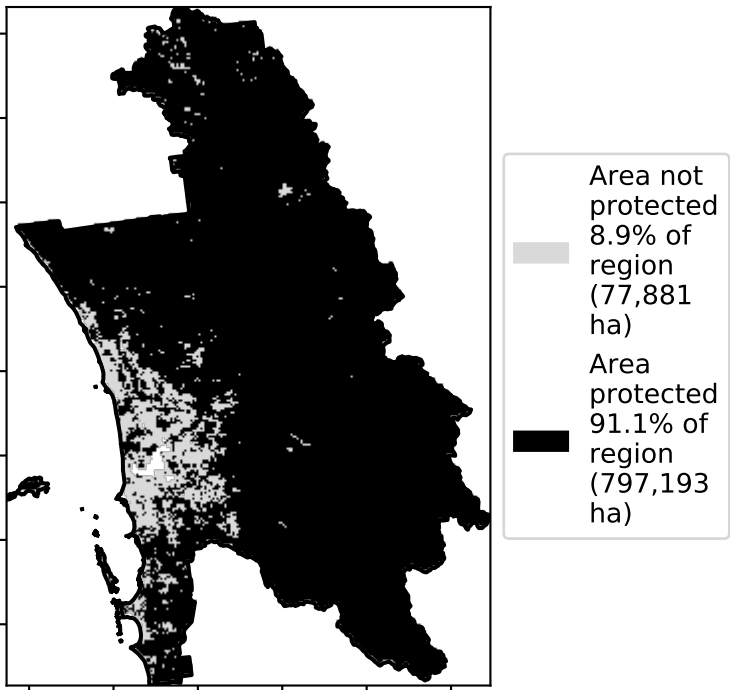 Area not
protected
8.9% of
region
(77,881
ha)
Area
protected
91.1% of
region
(797,193
ha)